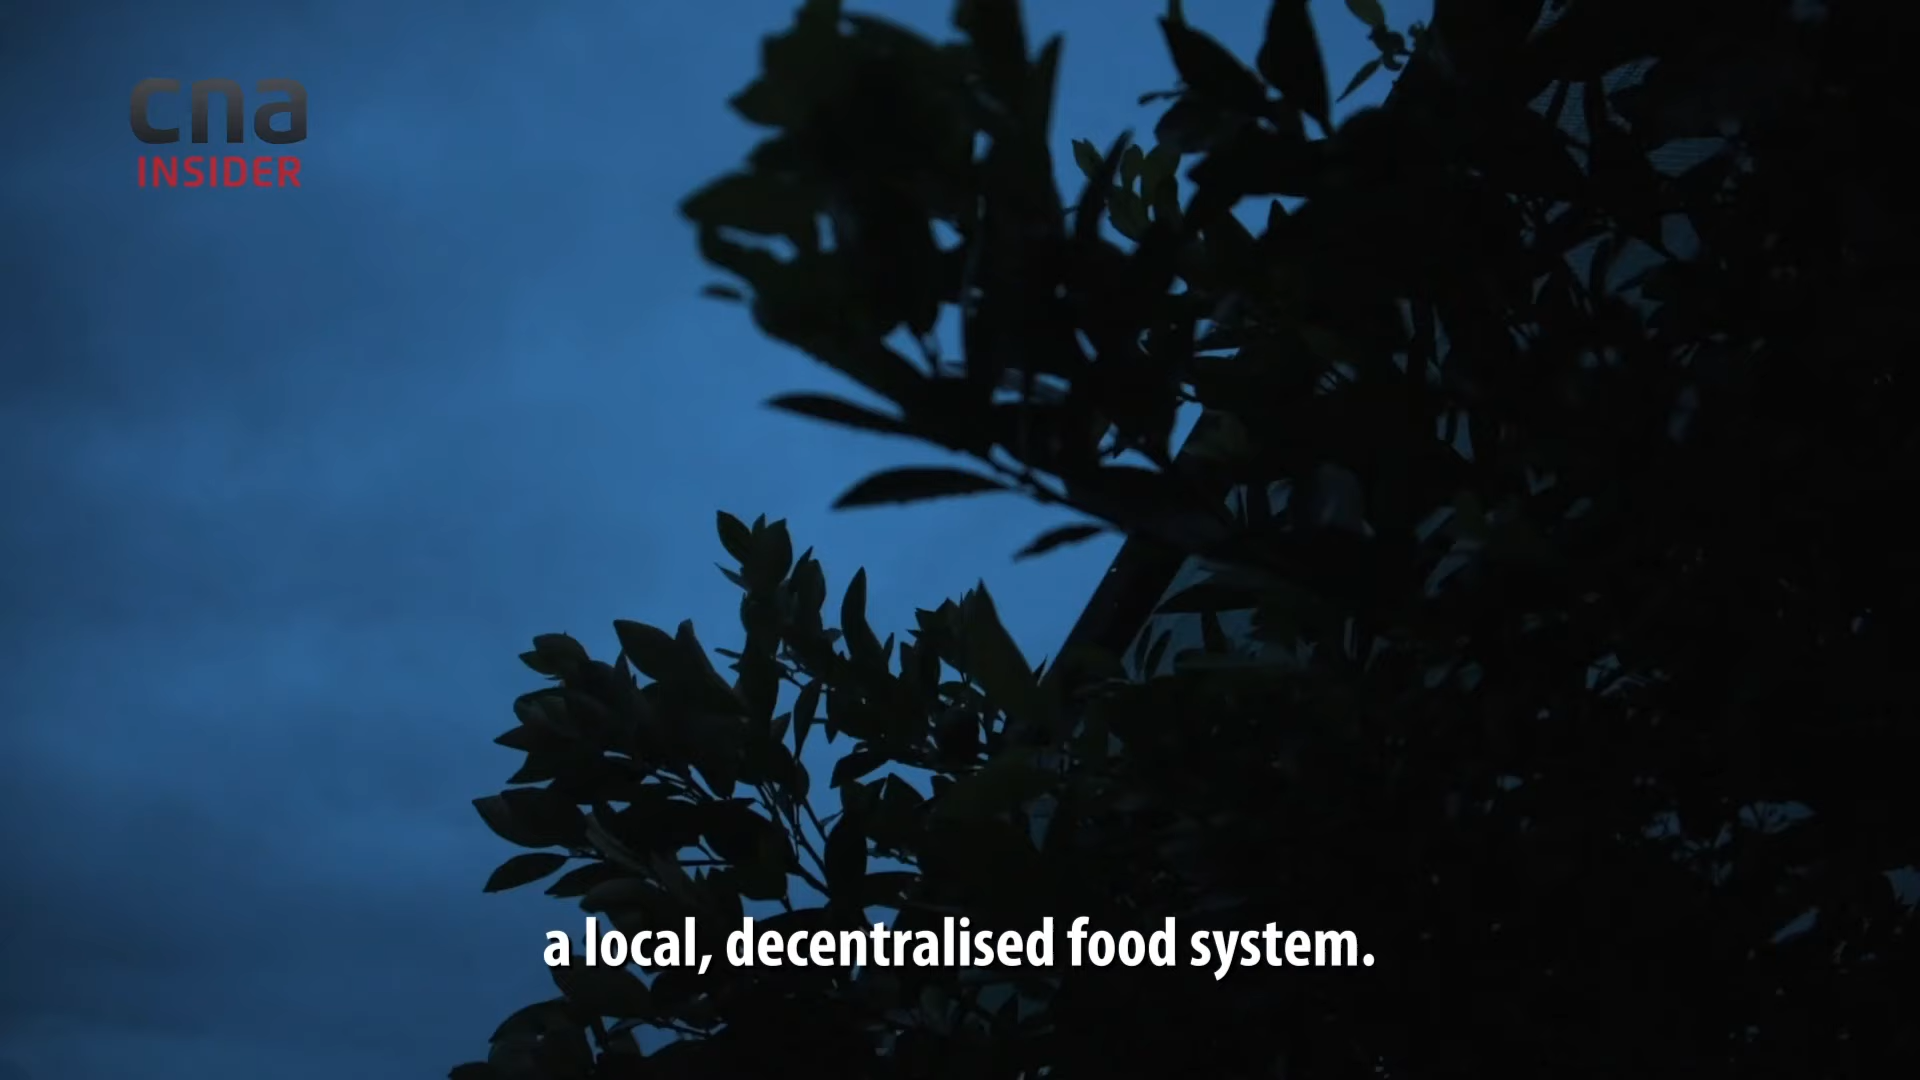 cna
INSIDER
a local, decentralised food system.